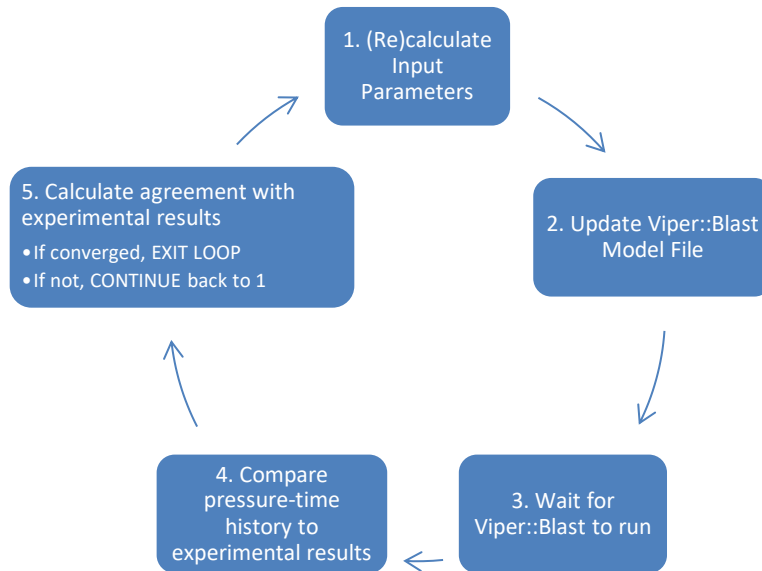 1. (Re)calculate
Input
Parameters
2. Update Viper::Blast
Model File
3. Wait for
Viper::Blast to run
4. Compare
pressure-time
history to
experimental results
5. Calculate agreement with
experimental results
•If converged, EXIT LOOP
•If not, CONTINUE back to 1